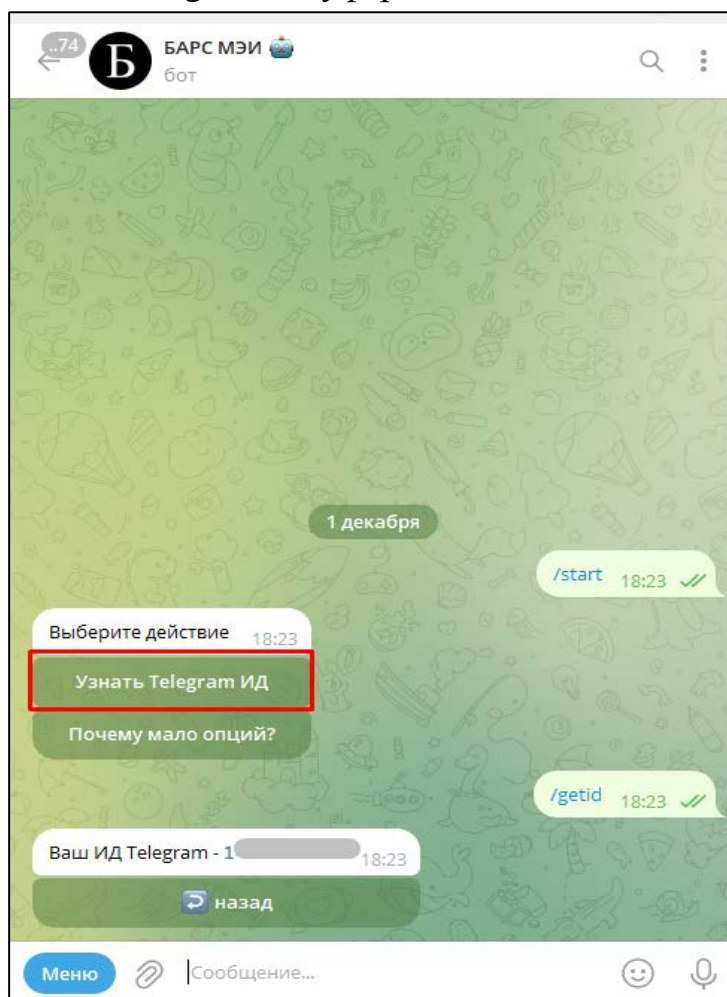 ..74
Б
БАРС МЭИ
бот
1 декабря
/start 18:23
Выберите действие 18:23
Узнать Telegram ИД
Почему мало опций?
/getid 18:23
Ваш ИД Telegram - 1 18:23
назад
Меню
Сообщение...